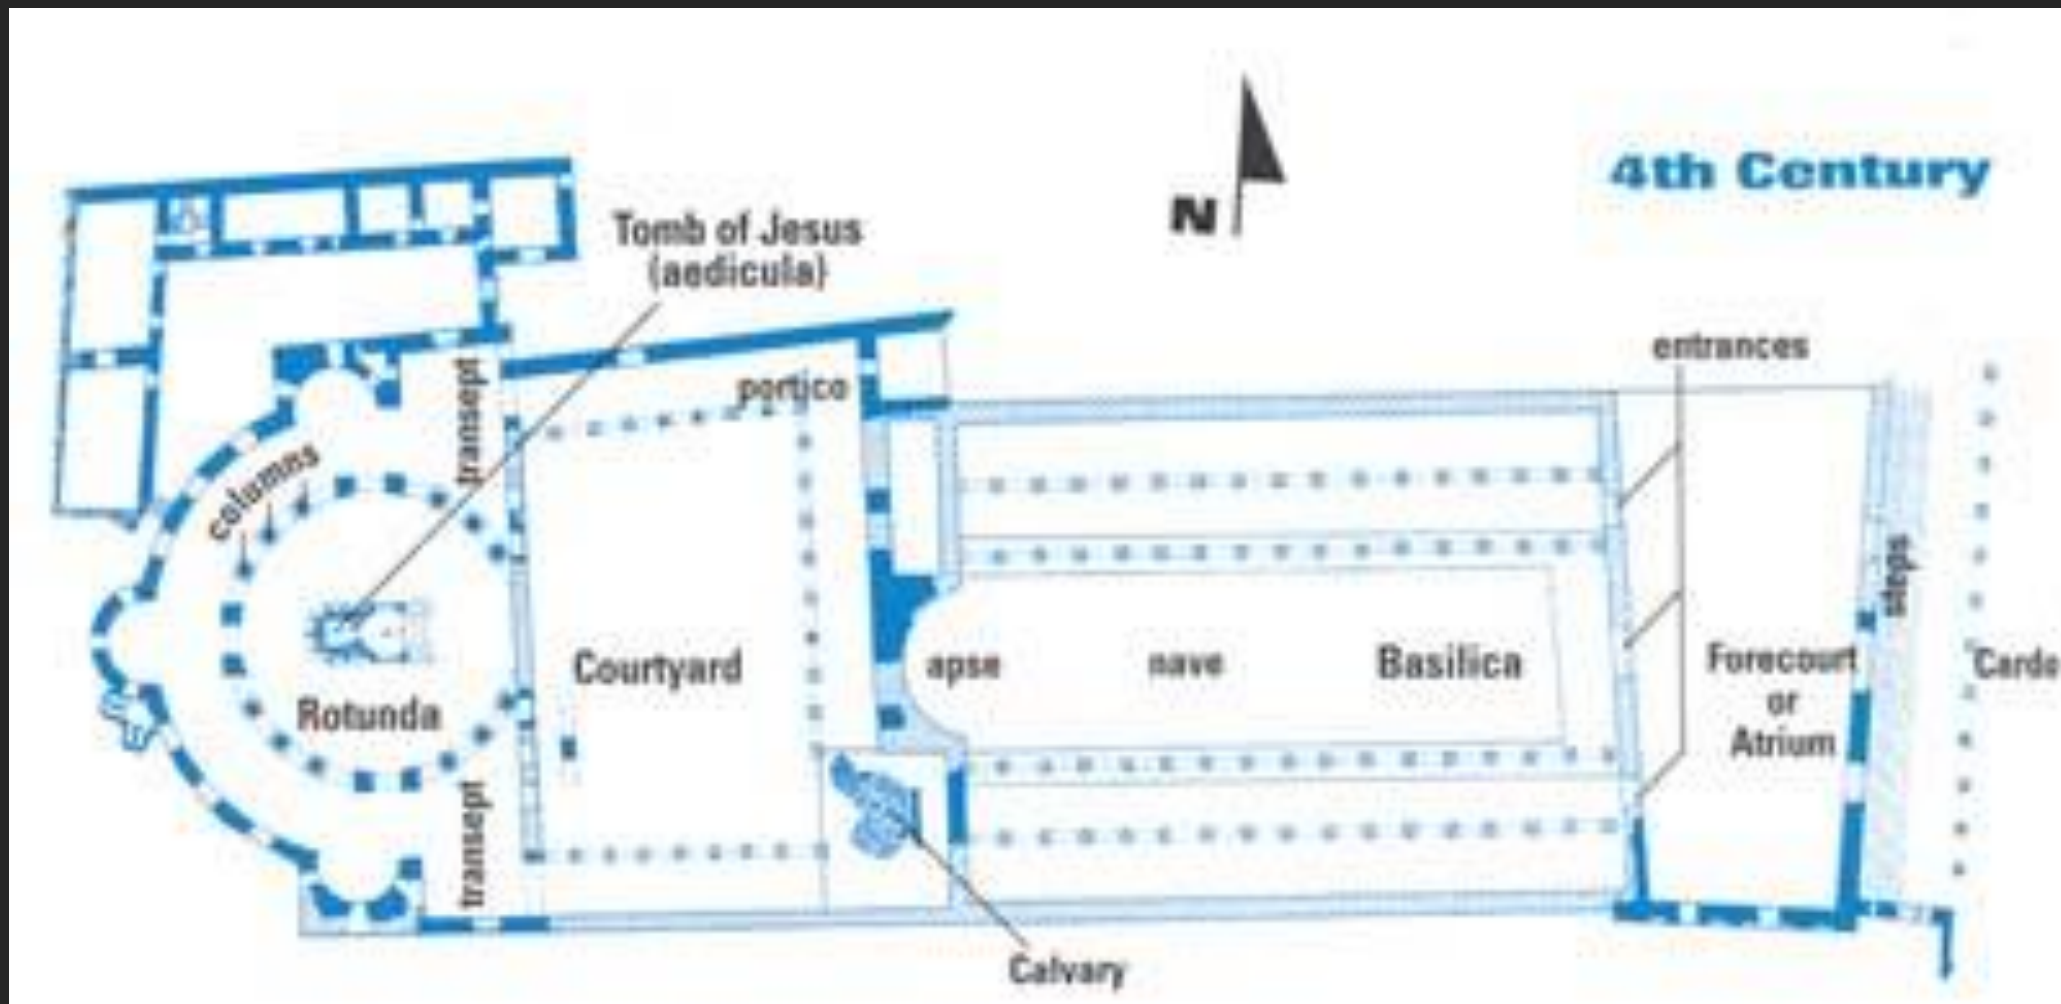 4th Century
N
Tomb of Jesus
(aedicula)
entrances
portico
transept
columns
steps
Courtyard
apse
nave
Basilica
Forecourt
or
Atrium
Cardo
Rotunda
transept
Calvary